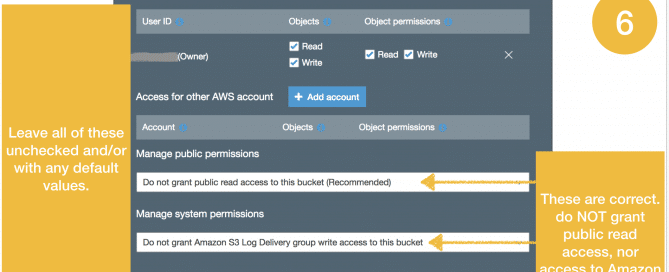 6
User ID Objects Object permissions
Read
(Owner) Read Write
Write
Access for other AWS account + Add account
Account Objects Object permissions
Leave all of these
unchecked and/or
with any default
values.
Manage public permissions
Do not grant public read access to this bucket (Recommended)
Manage system permissions
Do not grant Amazon S3 Log Delivery group write access to this bucket
These are correct.
do NOT grant
public read
access, nor
access to Amazon